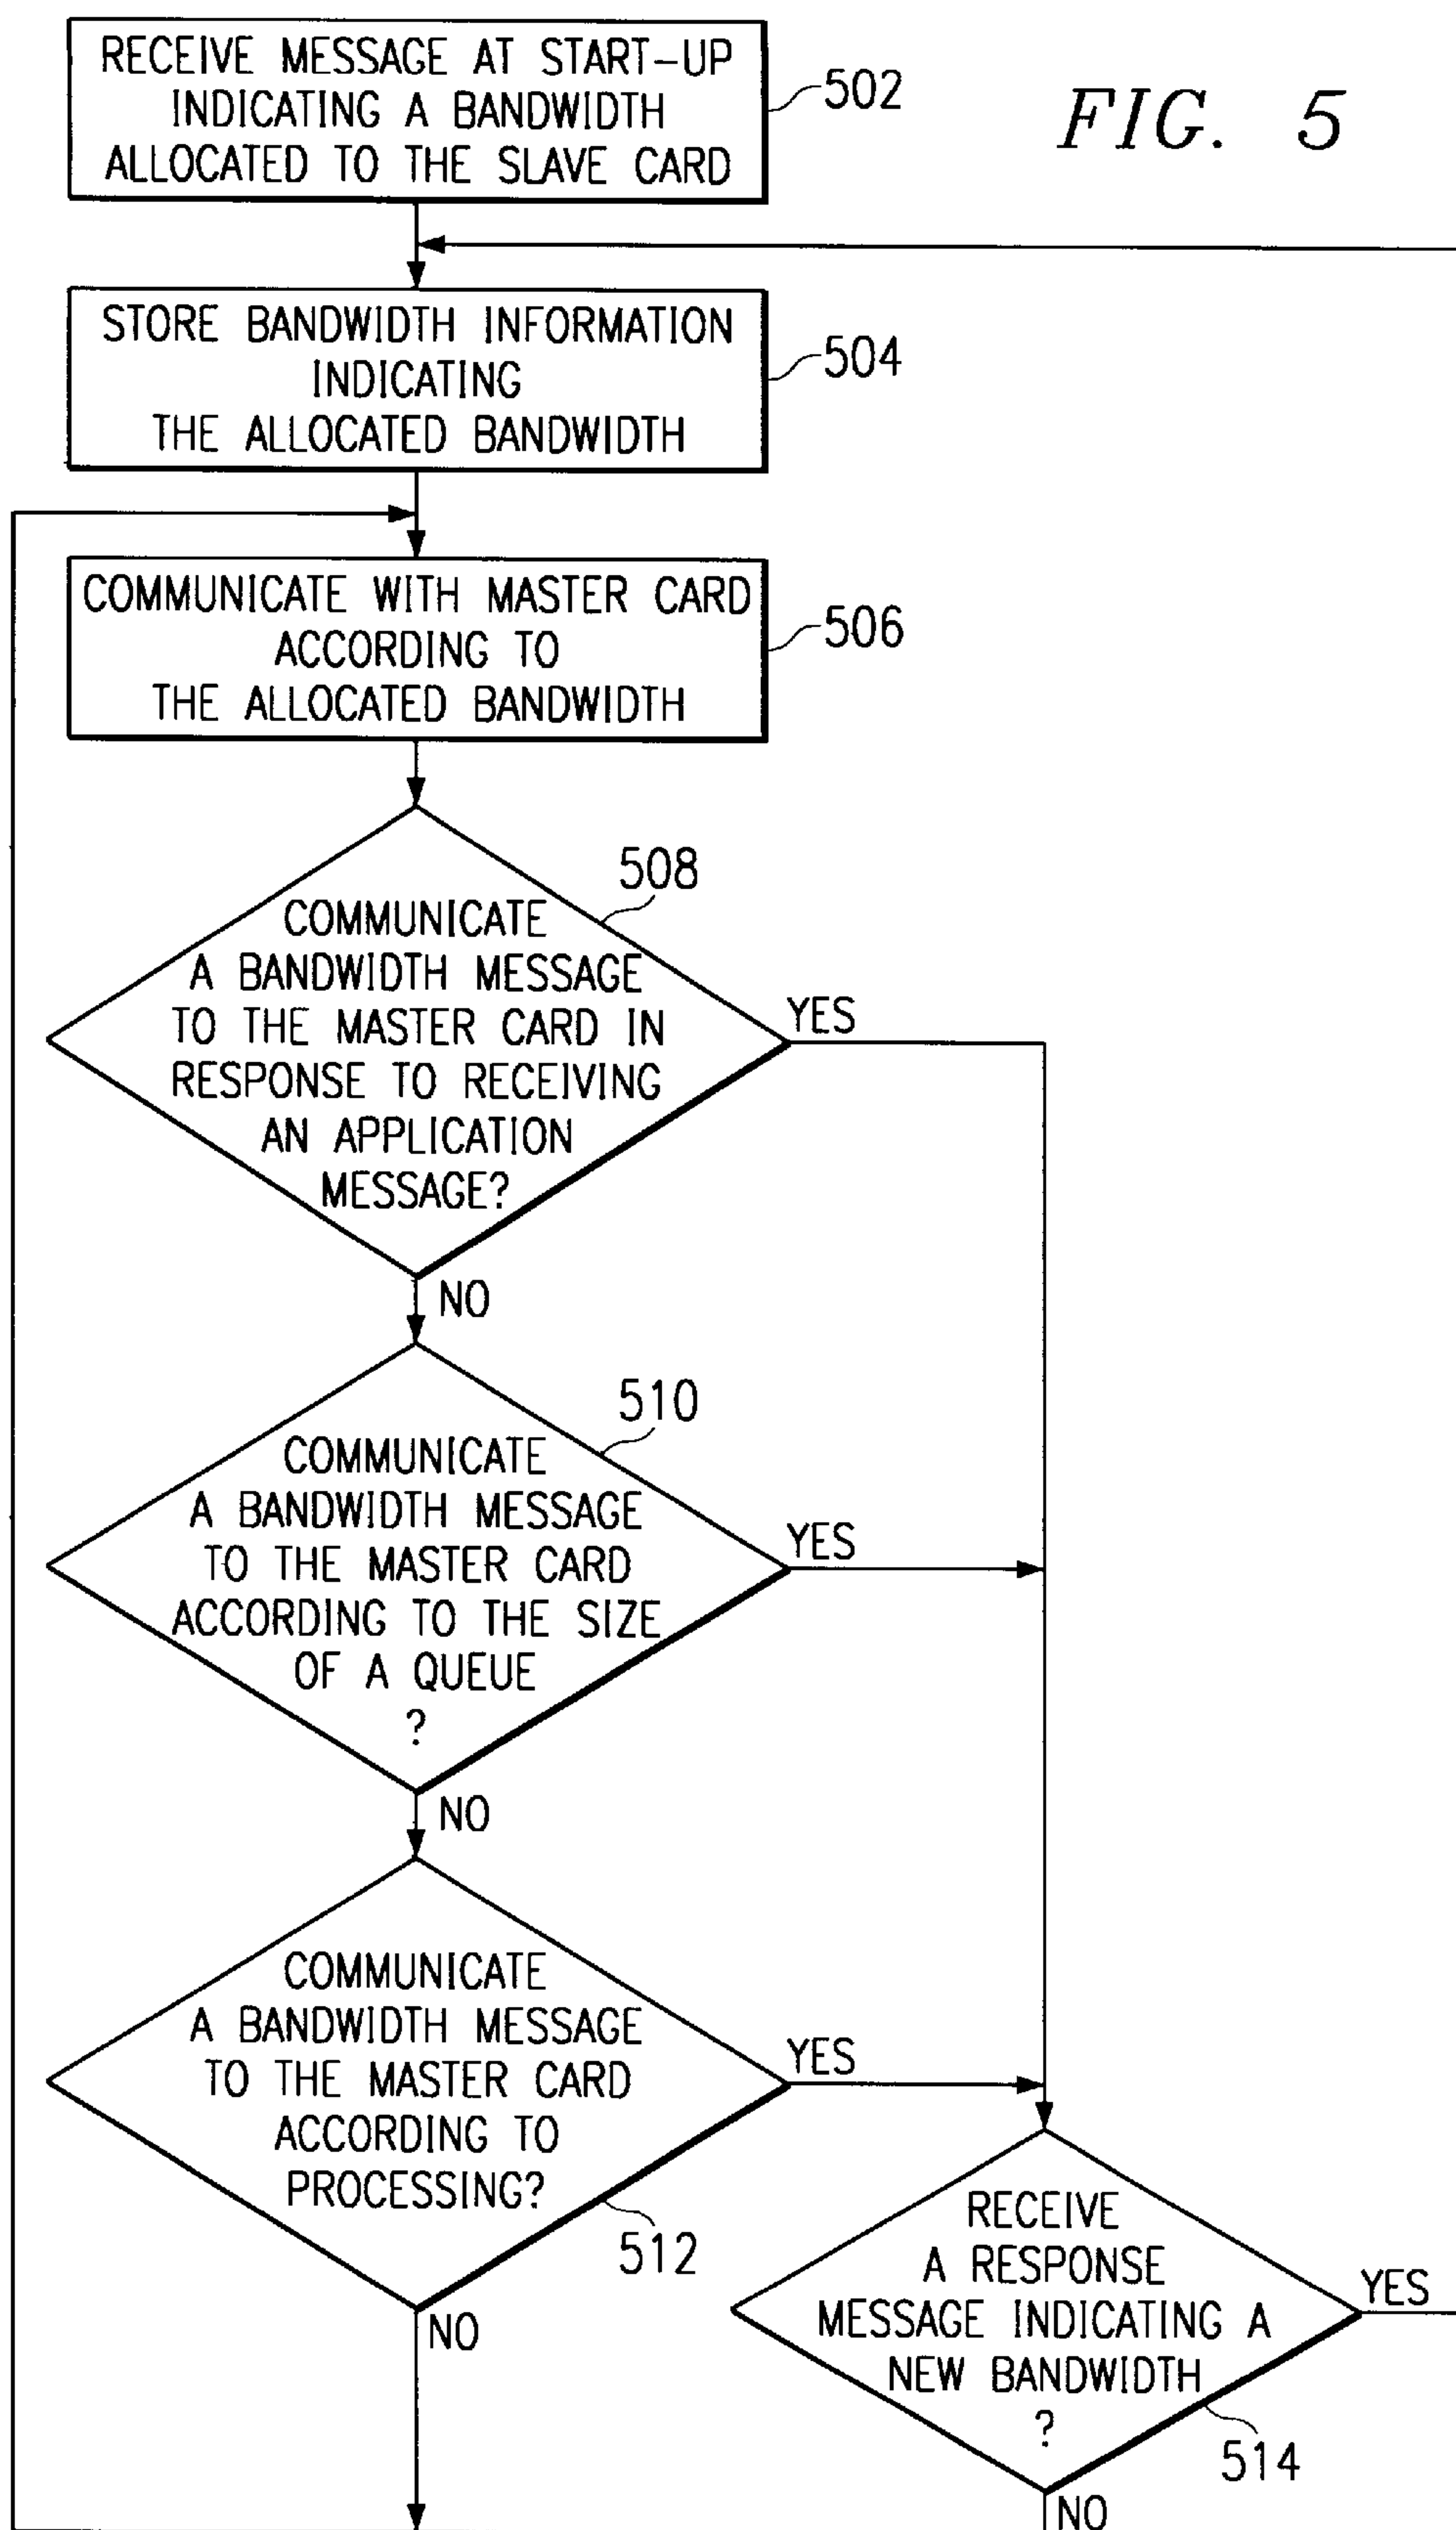 RECEIVE MESSAGE AT START-UP
INDICATING A BANDWIDTH
ALLOCATED TO THE SLAVE CARD
502
FIG. 5
STORE BANDWIDTH INFORMATION
INDICATING
THE ALLOCATED BANDWIDTH
504
COMMUNICATE WITH MASTER CARD
ACCORDING TO
THE ALLOCATED BANDWIDTH
506
508
COMMUNICATE
A BANDWIDTH MESSAGE
TO THE MASTER CARD IN
RESPONSE TO RECEIVING
AN APPLICATION
MESSAGE?
YES
NO
510
COMMUNICATE
A BANDWIDTH MESSAGE
TO THE MASTER CARD
ACCORDING TO THE SIZE
OF A QUEUE
?
YES
NO
COMMUNICATE
A BANDWIDTH MESSAGE
TO THE MASTER CARD
ACCORDING TO
PROCESSING?
YES
512
NO
RECEIVE
A RESPONSE
MESSAGE INDICATING A
NEW BANDWIDTH
?
YES
514
NO